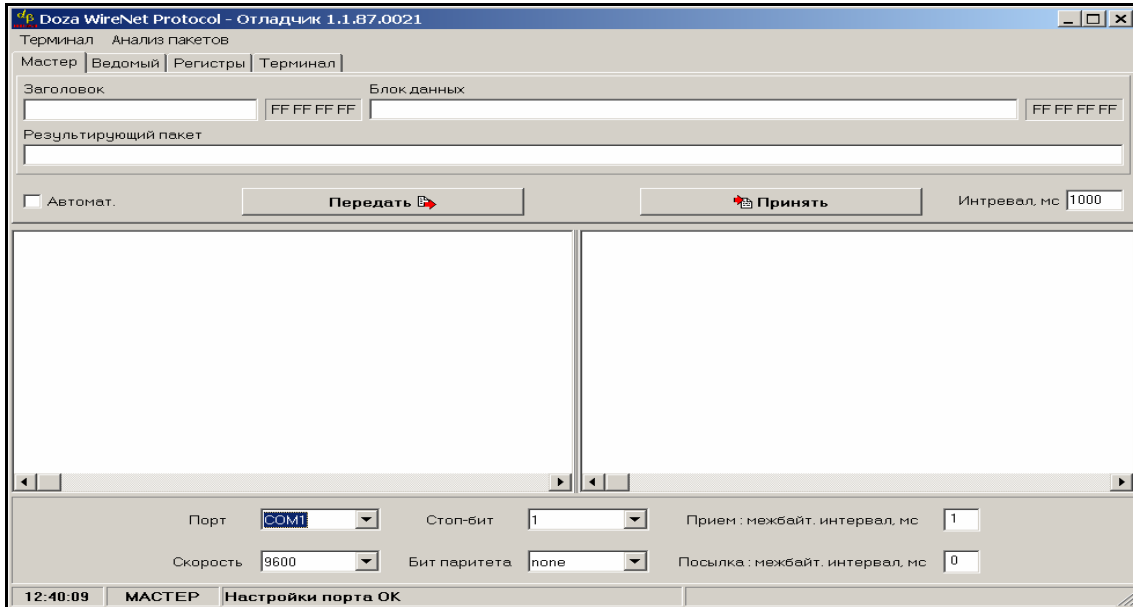 Doza WireNet Protocol - Отладчик 1.1.87.0021
Терминал Анализ пакетов
Мастер Ведомый Регистры Терминал
Заголовок Блок данных
FF FF FF FF FF FF FF FF
Результирующий пакет
Автомат. Передать Принять Интревал, мс 1000
Порт COM1 Стоп-бит 1 Прием : межбайт. интервал, мс 1
Скорость 9600 Бит паритета none Посылка : межбайт. интервал, мс 0
12:40:09 МАСТЕР Настройки порта ОК